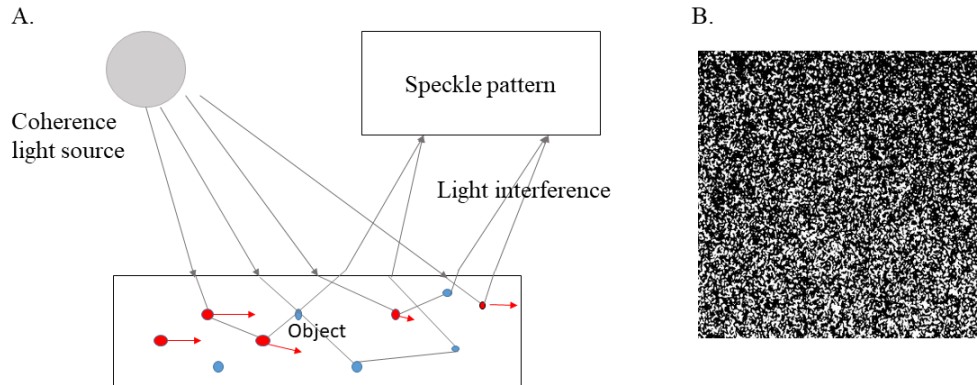 A.
B.
Speckle pattern
Coherence
light source
Light interference
Object